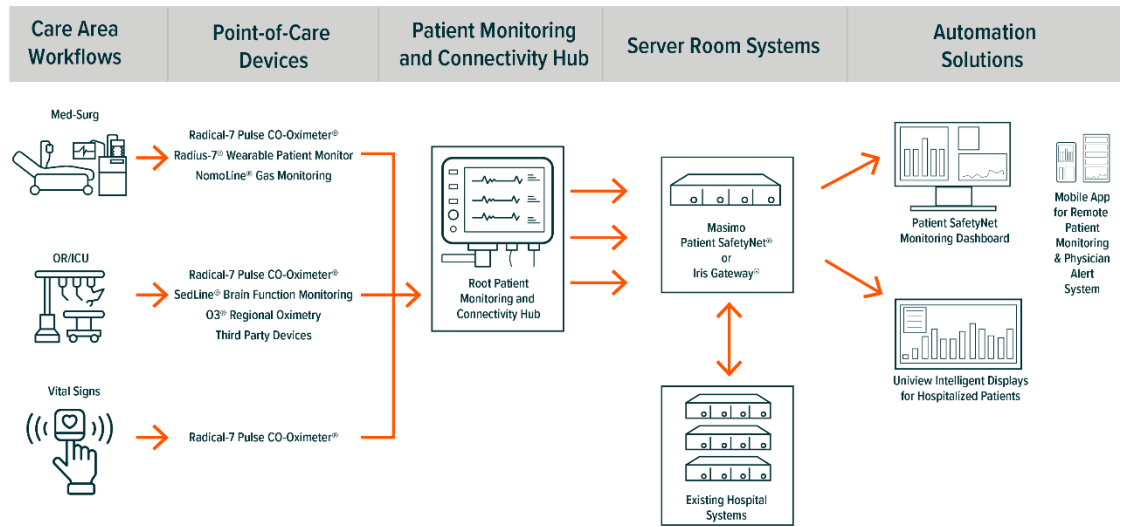 Care Area
Workflows
Point-of-Care
Devices
Patient Monitoring
and Connectivity Hub
Server Room Systems
Automation
Solutions
Med-Surg
Radical-7 Pulse CO-Oximeter®
Radius-7® Wearable Patient Monitor
NomoLine® Gas Monitoring
OR/ICU
Radical-7 Pulse CO-Oximeter®
SedLine® Brain Function Monitoring
O3® Regional Oximetry
Third Party Devices
Vital Signs
Radical-7 Pulse CO-Oximeter®
Root Patient
Monitoring and
Connectivity Hub
Masimo
Patient SafetyNet®
or
Iris Gateway®
Existing Hospital
Systems
Patient SafetyNet
Monitoring Dashboard
Mobile App
for Remote
Patient
Monitoring
& Physician
Alert
System
Uniview Intelligent Displays
for Hospitalized Patients